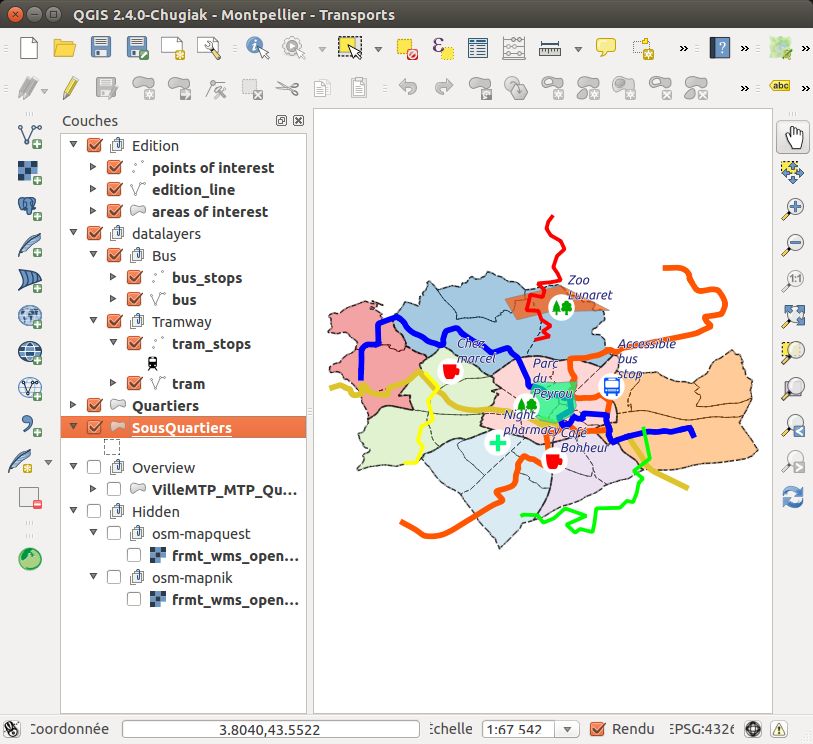 QGIS 2.4.0-Chugiak - Montpellier - Transports
abc
Couches
Edition
points of interest
edition_line
areas of interest
datalayers
Bus
bus_stops
bus
Tramway
tram_stops
tram
Quartiers
SousQuartiers
Overview
VilleMTP_MTP_Qu...
Hidden
osm-mapquest
frmt_wms_open...
osm-mapnik
frmt_wms_open...
Zoo
Lunaret
Chez
marcel
Parc
du
Peyrou
Accessible
bus
stop
Night
pharmacy
Café
Bonheur
1:1
Coordonnée 3.8040,43.5522 Echelle 1:67 542 Rendu EPSG:4326